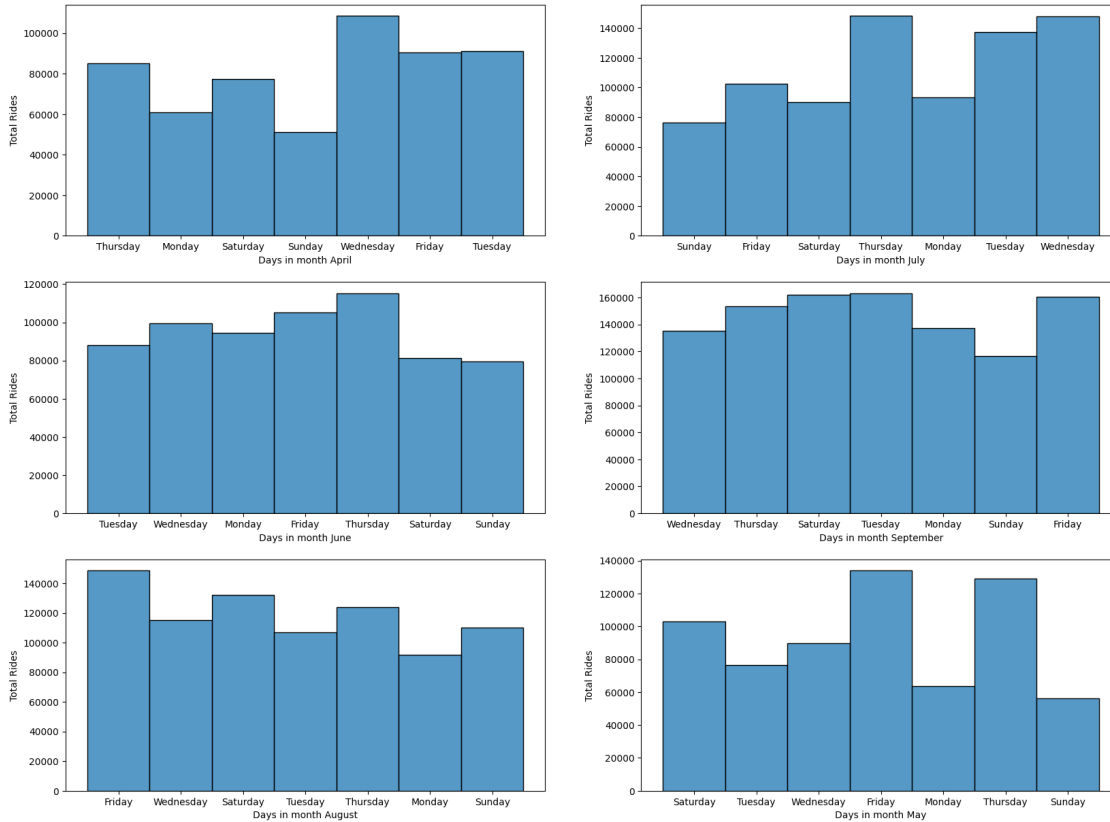 Total Rides
100000
80000
60000
40000
20000
0
Thursday Monday Saturday Sunday Wednesday Friday Tuesday
Days in month April
Total Rides
140000
120000
100000
80000
60000
40000
20000
0
Sunday Friday Saturday Thursday Monday Tuesday Wednesday
Days in month July
Total Rides
120000
100000
80000
60000
40000
20000
0
Tuesday Wednesday Monday Friday Thursday Saturday Sunday
Days in month June
Total Rides
160000
140000
120000
100000
80000
60000
40000
20000
0
Wednesday Thursday Saturday Tuesday Monday Sunday Friday
Days in month September
Total Rides
140000
120000
100000
80000
60000
40000
20000
0
Friday Wednesday Saturday Tuesday Thursday Monday Sunday
Days in month August
Total Rides
140000
120000
100000
80000
60000
40000
20000
0
Saturday Tuesday Wednesday Friday Monday Thursday Sunday
Days in month May